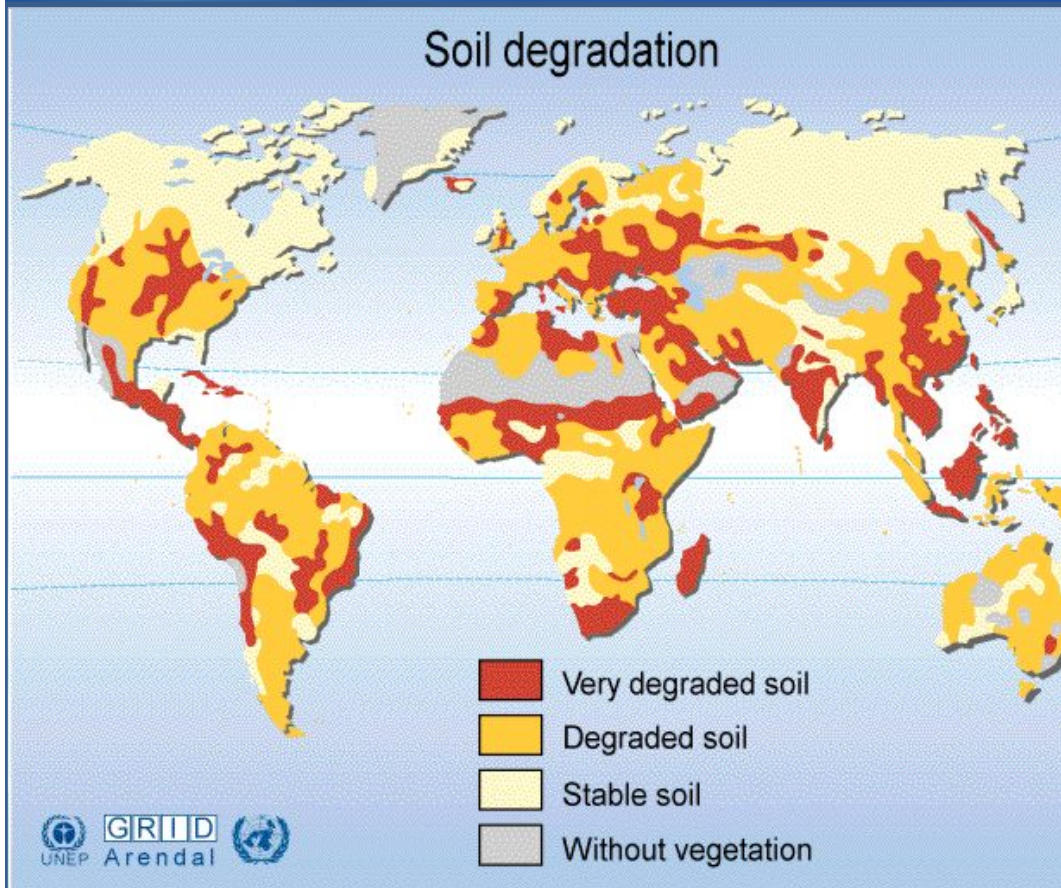 Soil degradation
Very degraded soil
Degraded soil
Stable soil
Without vegetation
UNEP
GRID
Arendal